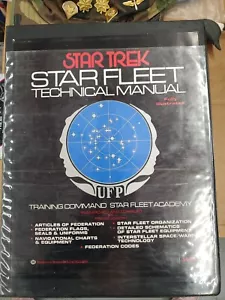 STAR TREK
STAR FLEET
TECHNICAL MANUAL
UFP
TRAINING COMMAND STAR FLEET ACADEMY
• ARTICLES OF FEDERATION
• FEDERATION FLAGS,
SEALS & UNIFORMS
• NAVIGATIONAL CHARTS
& EQUIPMENT
• STAR FLEET ORGANIZATION
• DETAILED SCHEMATICS
OF STAR FLEET EQUIPMENT
• INTERSTELLAR SPACE/WARP
TECHNOLOGY
• FEDERATION CODES